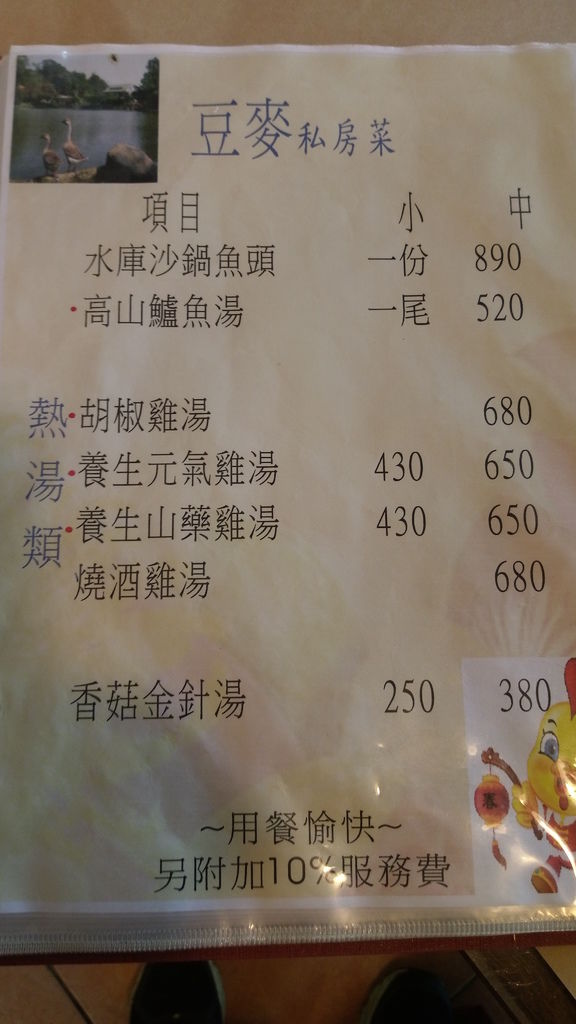 豆麥私房菜
項目 小 中
水庫沙鍋魚頭 一份 890
·高山鱸魚湯 一尾 520
熱湯類
·胡椒雞湯 680
·養生元氣雞湯 430 650
·養生山藥雞湯 430 650
燒酒雞湯 680
香菇金針湯 250 380
春
~用餐愉快~
另附加10%服務費